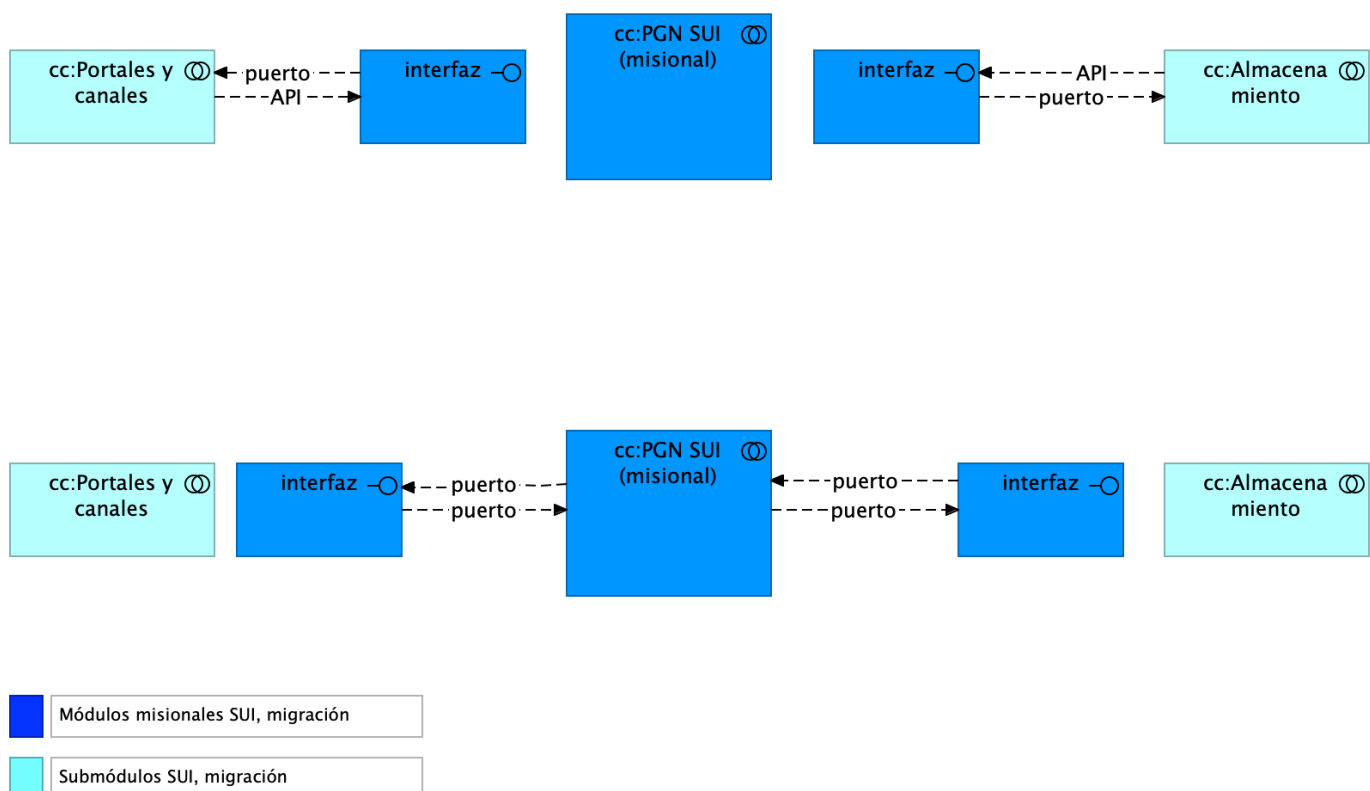 cc:PGN SUI
(misional)
cc:Portales y
canales
puerto
API
interfaz
interfaz
API
puerto
cc:Almacena
miento
cc:PGN SUI
(misional)
cc:Portales y
canales
interfaz
puerto
puerto
puerto
puerto
interfaz
cc:Almacena
miento
Módulos misionales SUI, migración
Submódulos SUI, migración